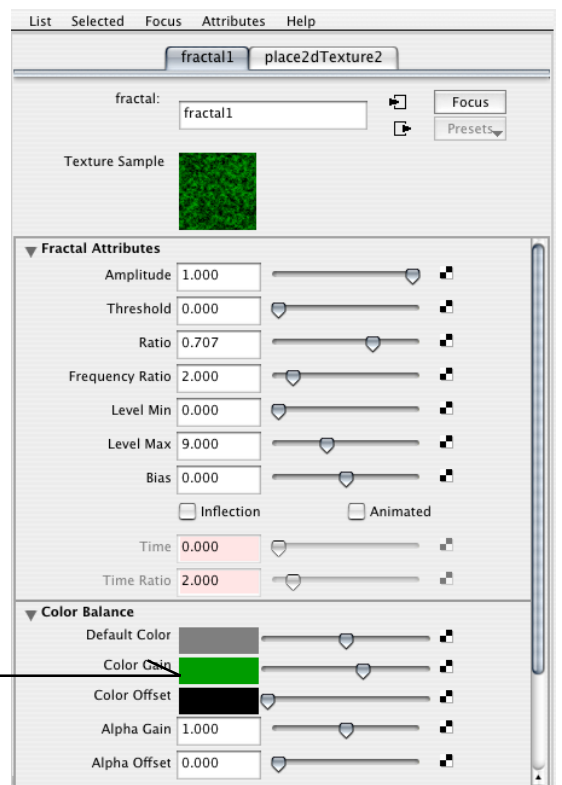 List Selected Focus Attributes Help
fractal1 place2dTexture2
fractal: fractal1 Focus
Presets
Texture Sample
Fractal Attributes
Amplitude 1.000
Threshold 0.000
Ratio 0.707
Frequency Ratio 2.000
Level Min 0.000
Level Max 9.000
Bias 0.000
Inflection Animated
Time 0.000
Time Ratio 2.000
Color Balance
Default Color
Color Gain
Color Offset
Alpha Gain 1.000
Alpha Offset 0.000